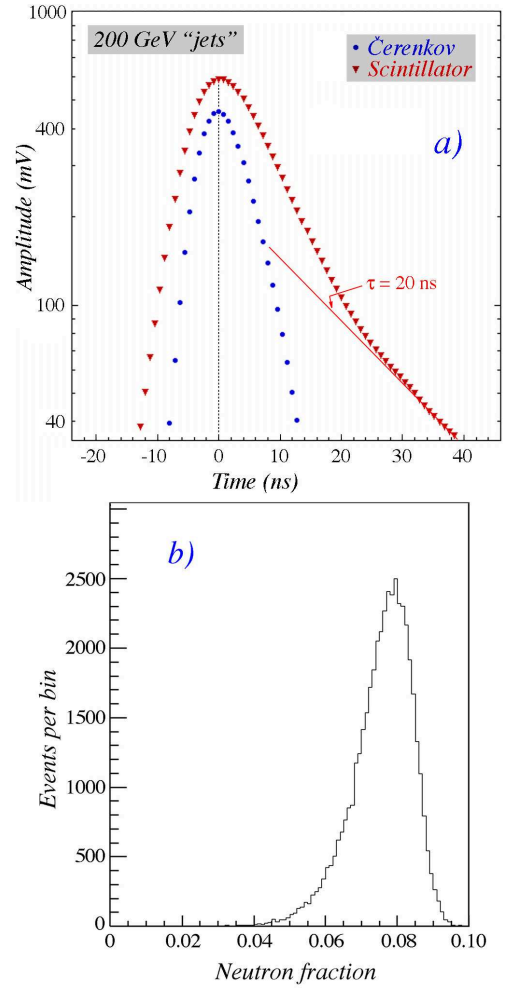 1000
200 GeV “jets”
Čerenkov
Scintillator
a)
400
Amplitude (mV)
τ = 20 ns
100
40
-20 -10 0 10 20 30 40
Time (ns)
b)
2500
2000
1500
1000
500
0
Events per bin
0 0.02 0.04 0.06 0.08 0.10
Neutron fraction